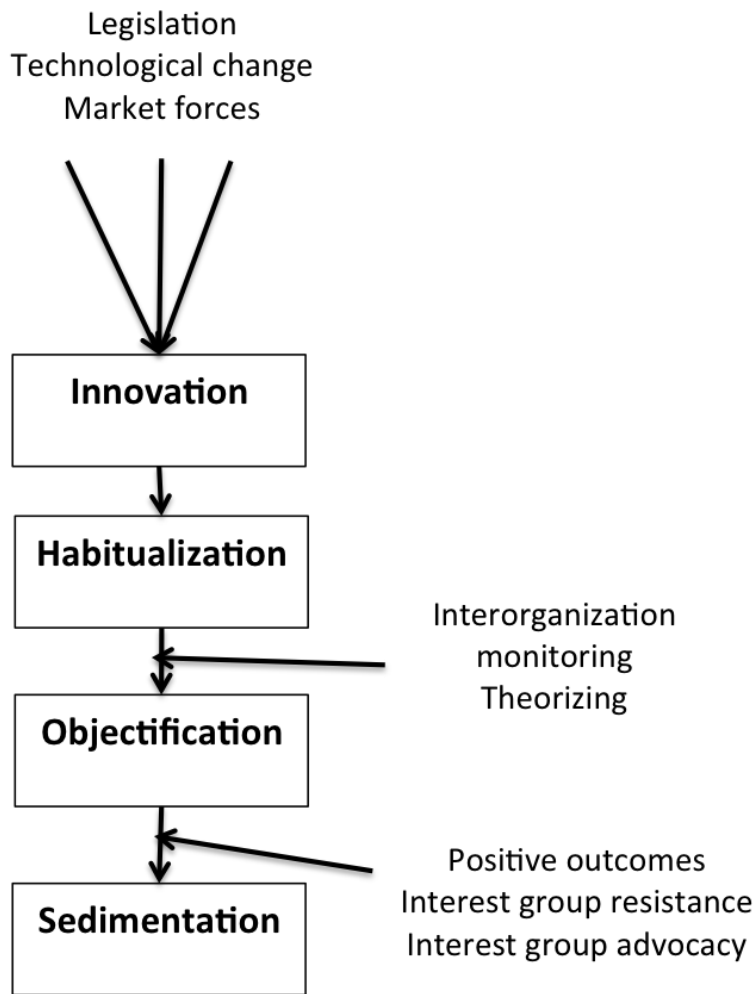 Legislation
Technological change
Market forces
Innovation
Habitualization
Interorganization
monitoring
Theorizing
Objectification
Positive outcomes
Interest group resistance
Interest group advocacy
Sedimentation